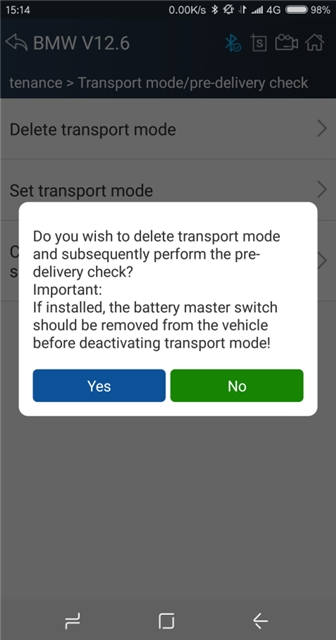 15:14 0.00K/s 4G 98%
BMW V12.6
S
tenance > Transport mode/pre-delivery check
Delete transport mode
Set transport mode
C
s
Do you wish to delete transport mode
and subsequently perform the pre-
delivery check?
Important:
If installed, the battery master switch
should be removed from the vehicle
before deactivating transport mode!
Yes No